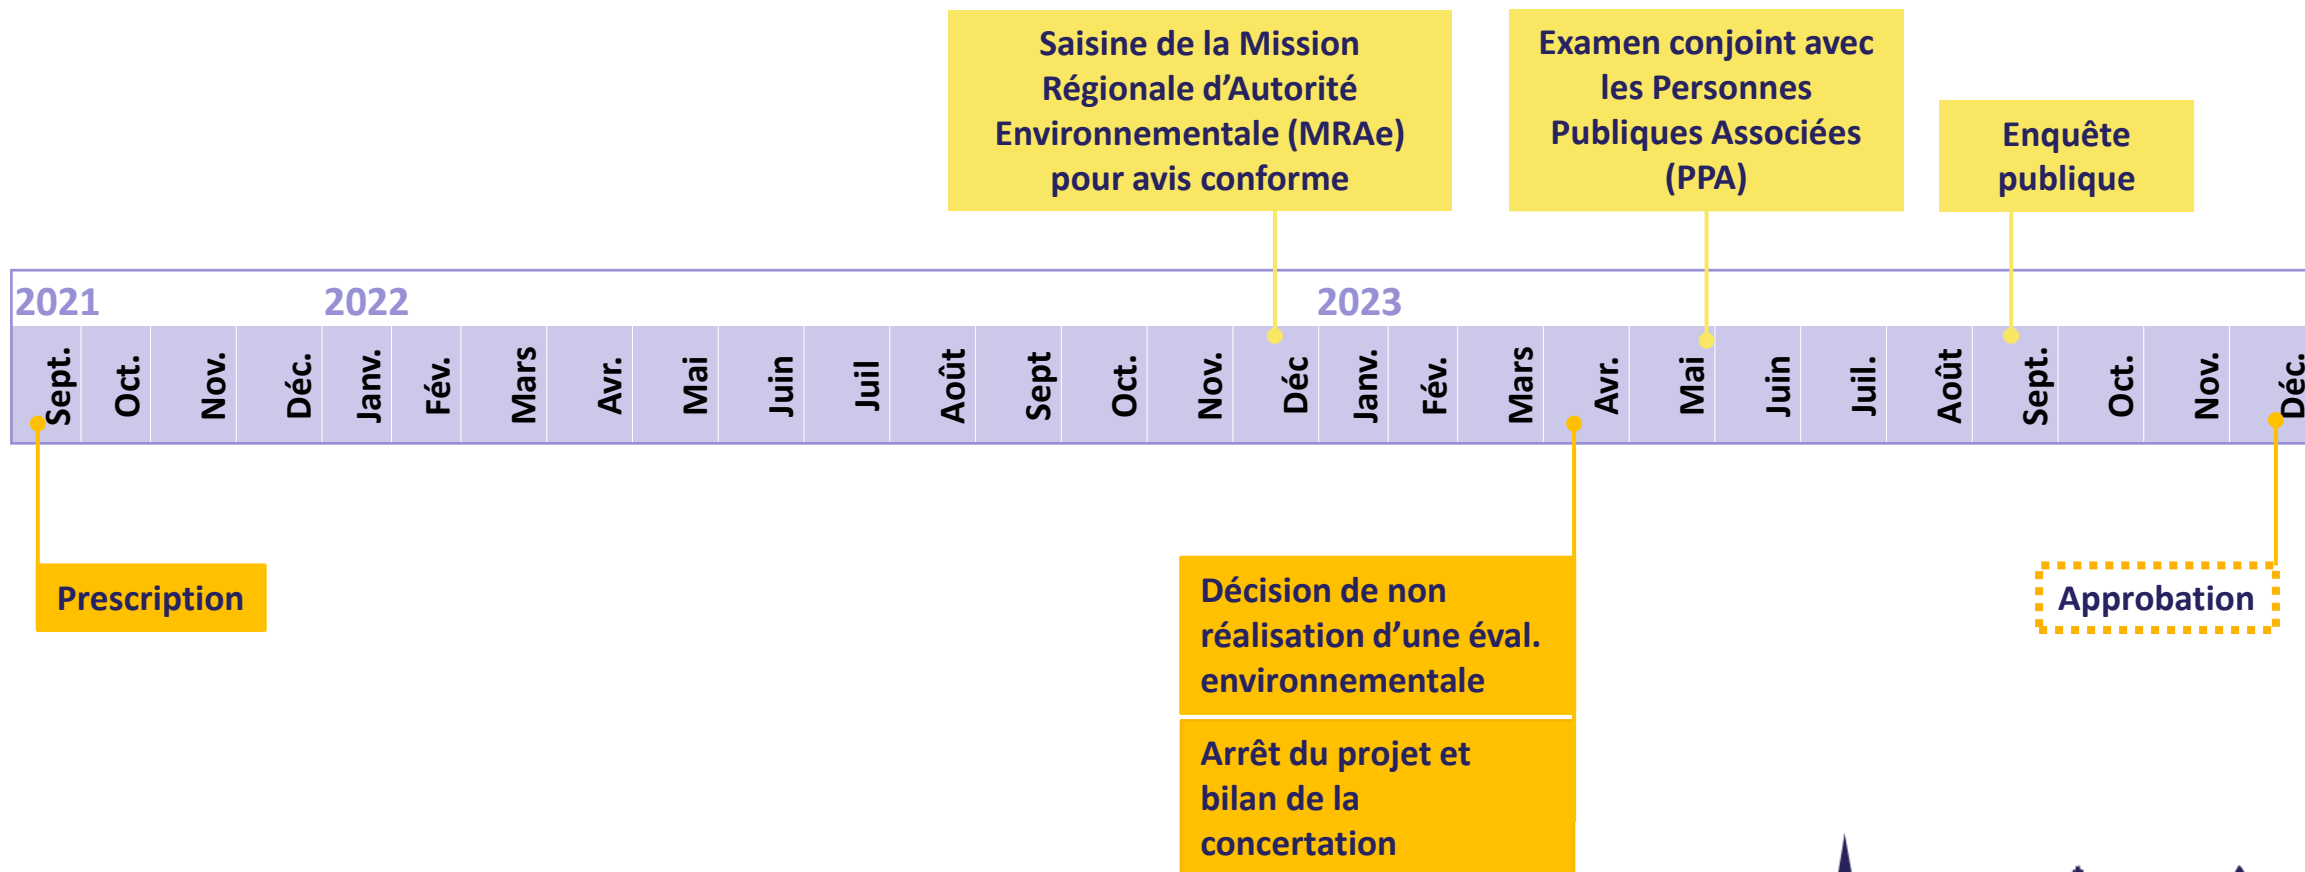 Saisine de la Mission
Régionale d’Autorité
Environnementale (MRAe)
pour avis conforme
Examen conjoint avec
les Personnes
Publiques Associées
(PPA)
Enquête
publique
2021 2022 2023
Sept. Oct. Nov. Déc. Janv. Fév. Mars Avr. Mai Juin Juil Août Sept Oct. Nov. Déc Janv. Fév. Mars Avr. Mai Juin Juil. Août Sept. Oct. Nov. Déc.
Prescription
Décision de non
réalisation d’une éval.
environnementale
Arrêt du projet et
bilan de la
concertation
Approbation